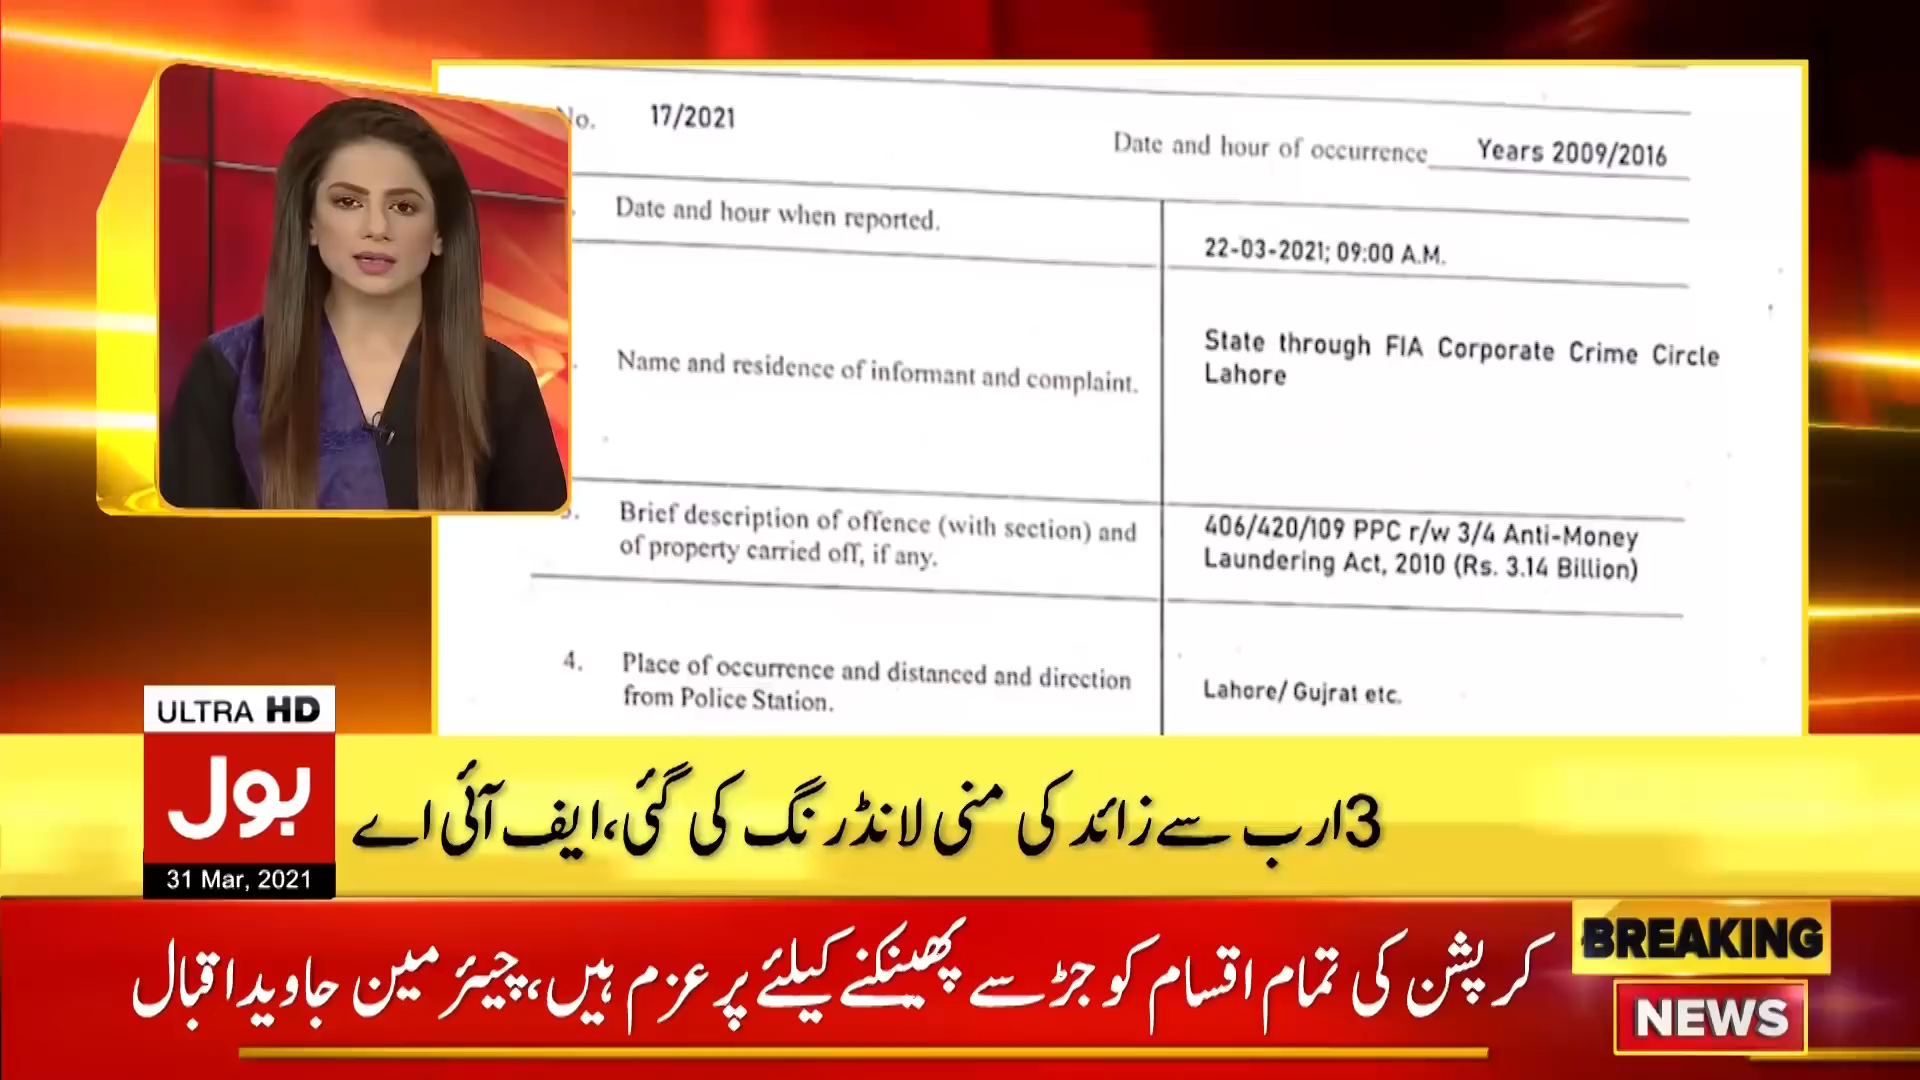 No. 17/2021
Date and hour of occurrence Years 2009/2016
Date and hour when reported.
22-03-2021; 09:00 A.M.
Name and residence of informant and complaint.
State through FIA Corporate Crime Circle
Lahore
3. Brief description of offence (with section) and
of property carried off, if any.
406/420/109 PPC r/w 3/4 Anti-Money
Laundering Act, 2010 (Rs. 3.14 Billion)
4. Place of occurrence and distanced and direction
from Police Station.
Lahore/ Gujrat etc.
ULTRA HD
بول
31 Mar, 2021
3ارب سے زائد کی منی لانڈرنگ کی گئی،ایف آئی اے
BREAKING
NEWS
کرپشن کی تمام اقسام کو جڑ سے پھینکنے کیلئے پر عزم ہیں،چیئرمین جاویداقبال